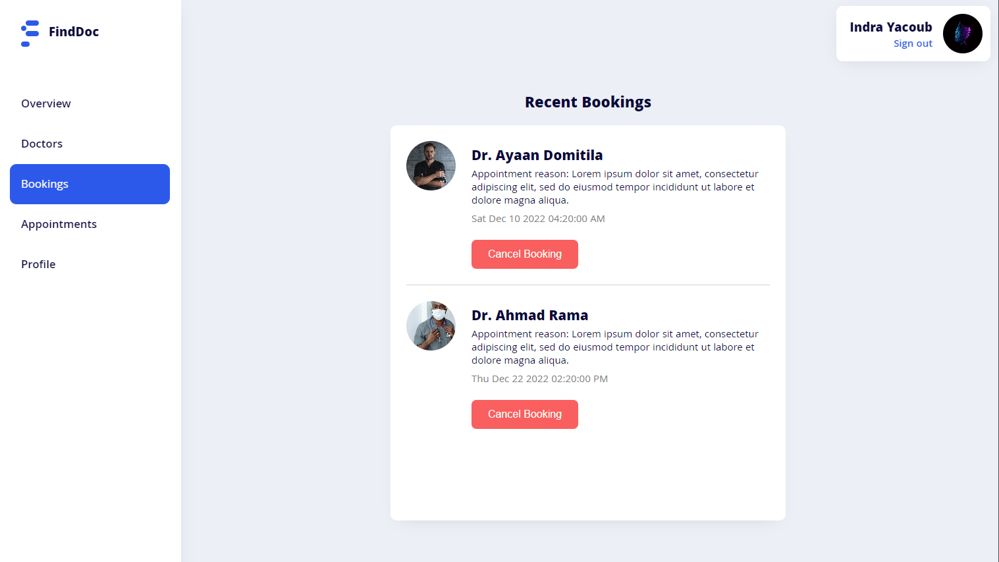 FindDoc
Indra Yacoub
Sign out
Overview
Doctors
Bookings
Appointments
Profile
Recent Bookings
Dr. Ayaan Domitila
Appointment reason: Lorem ipsum dolor sit amet, consectetur
adipiscing elit, sed do eiusmod tempor incididunt ut labore et
dolore magna aliqua.
Sat Dec 10 2022 04:20:00 AM
Cancel Booking
Dr. Ahmad Rama
Appointment reason: Lorem ipsum dolor sit amet, consectetur
adipiscing elit, sed do eiusmod tempor incididunt ut labore et
dolore magna aliqua.
Thu Dec 22 2022 02:20:00 PM
Cancel Booking